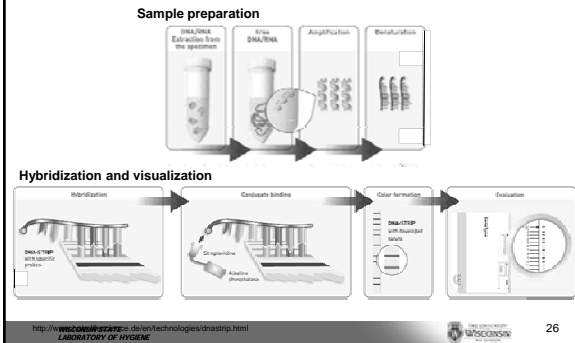 Sample preparation
DNA/RNA
Extraction from
the specimen
Free
DNA/RNA
Amplification
Denaturation
Hybridization and visualization
Hybridization
Conjugate binding
Color formation
Evaluation
DNA-STRIP
with specific
probes
Streptavidine
Alkaline
phosphatase
DNA-STRIP
with developed
bands
.de/en/technologies/dnastrip.html
WISCONSIN STATE
LABORATORY OF HYGIENE
WISCONSIN
26